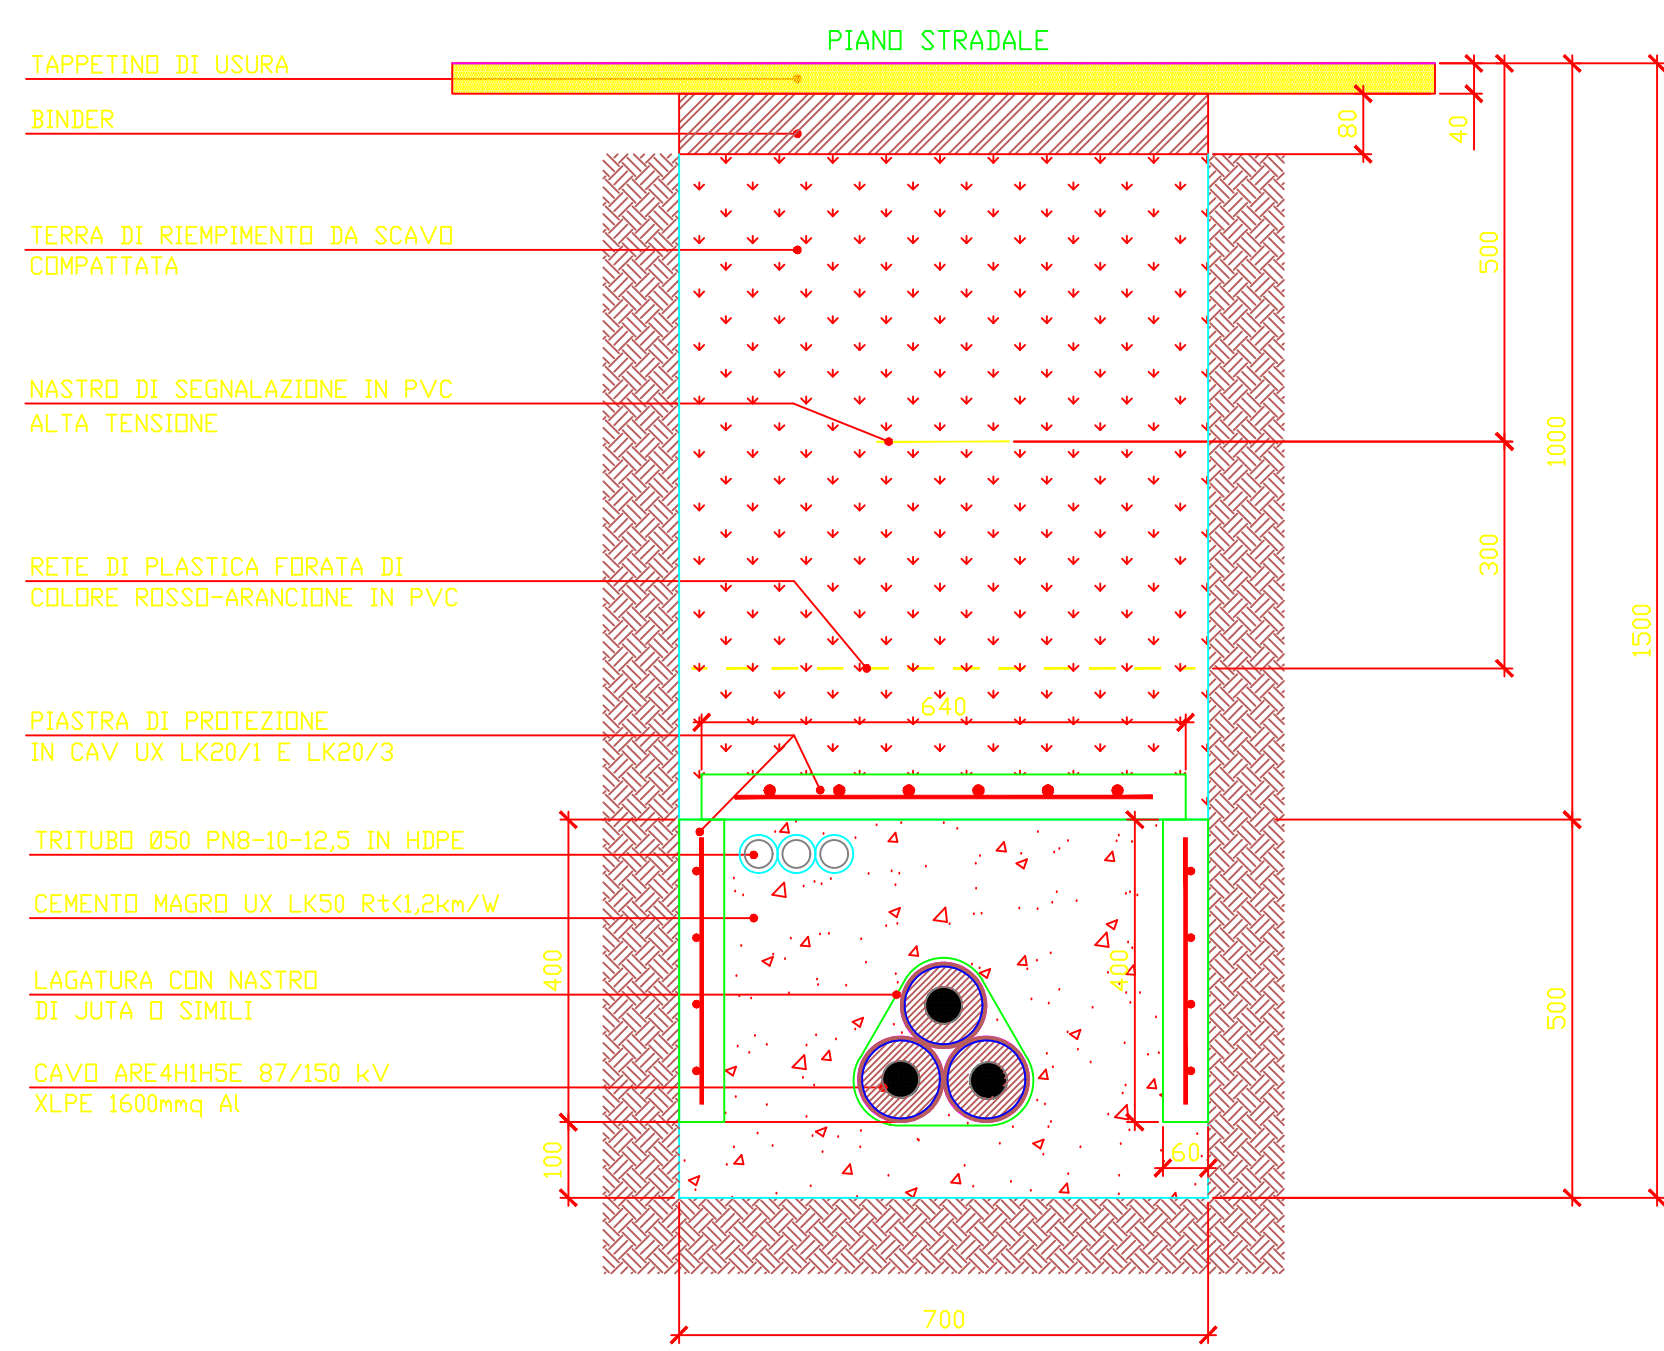 PIANO STRADALE
TAPPETINO DI USURA
BINDER
80
40
TERRA DI RIEMPIMENTO DA SCAVO
COMPATTATA
500
NASTRO DI SEGNALAZIONE IN PVC
ALTA TENSIONE
1000
RETE DI PLASTICA FORATA DI
COLORE ROSSO-ARANCIONE IN PVC
300
1500
640
PIASTRA DI PROTEZIONE
IN CAV UX LK20/1 E LK20/3
TRITUBO Ø50 PN8-10-12,5 IN HDPE
CEMENTO MAGRO UX LK50 Rt<1,2km/W
400
400
LAGATURA CON NASTRO
DI JUTA O SIMILI
500
CAVO ARE4H1H5E 87/150 kV
XLPE 1600mmq Al
100
60
700